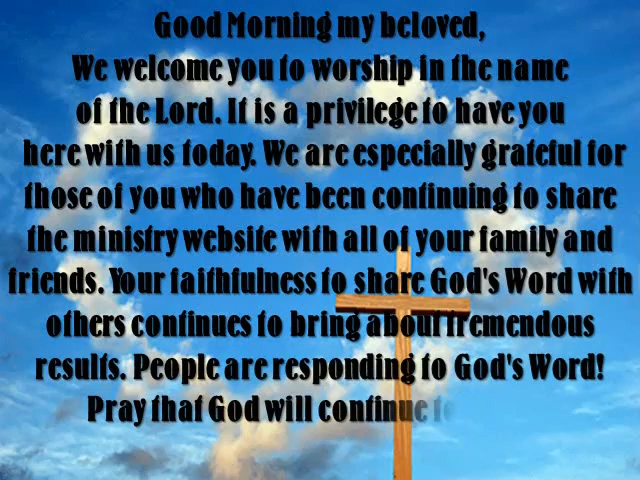 Good Morning my beloved,
We welcome you to worship in the name
of the Lord. It is a privilege to have you
here with us today. We are especially grateful for
those of you who have been continuing to share
the ministry website with all of your family and
friends. Your faithfulness to share God's Word with
others continues to bring about tremendous
results. People are responding to God's Word!
Pray that God will continue to